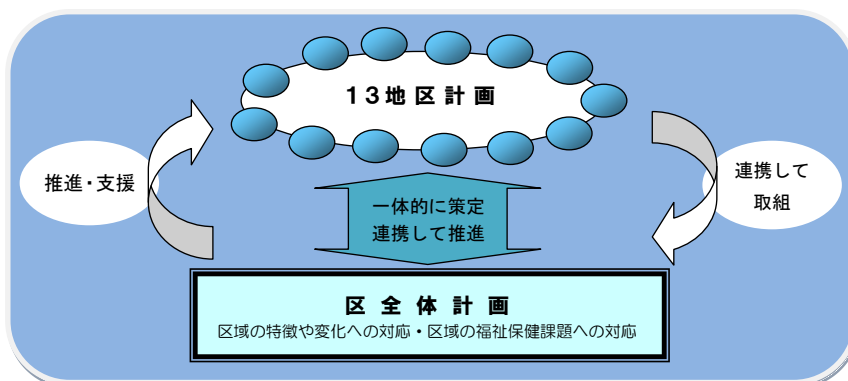 13地区計画
推進・支援
連携して
取組
一体的に策定
連携して推進
区全体計画
区域の特徴や変化への対応・区域の福祉保健課題への対応